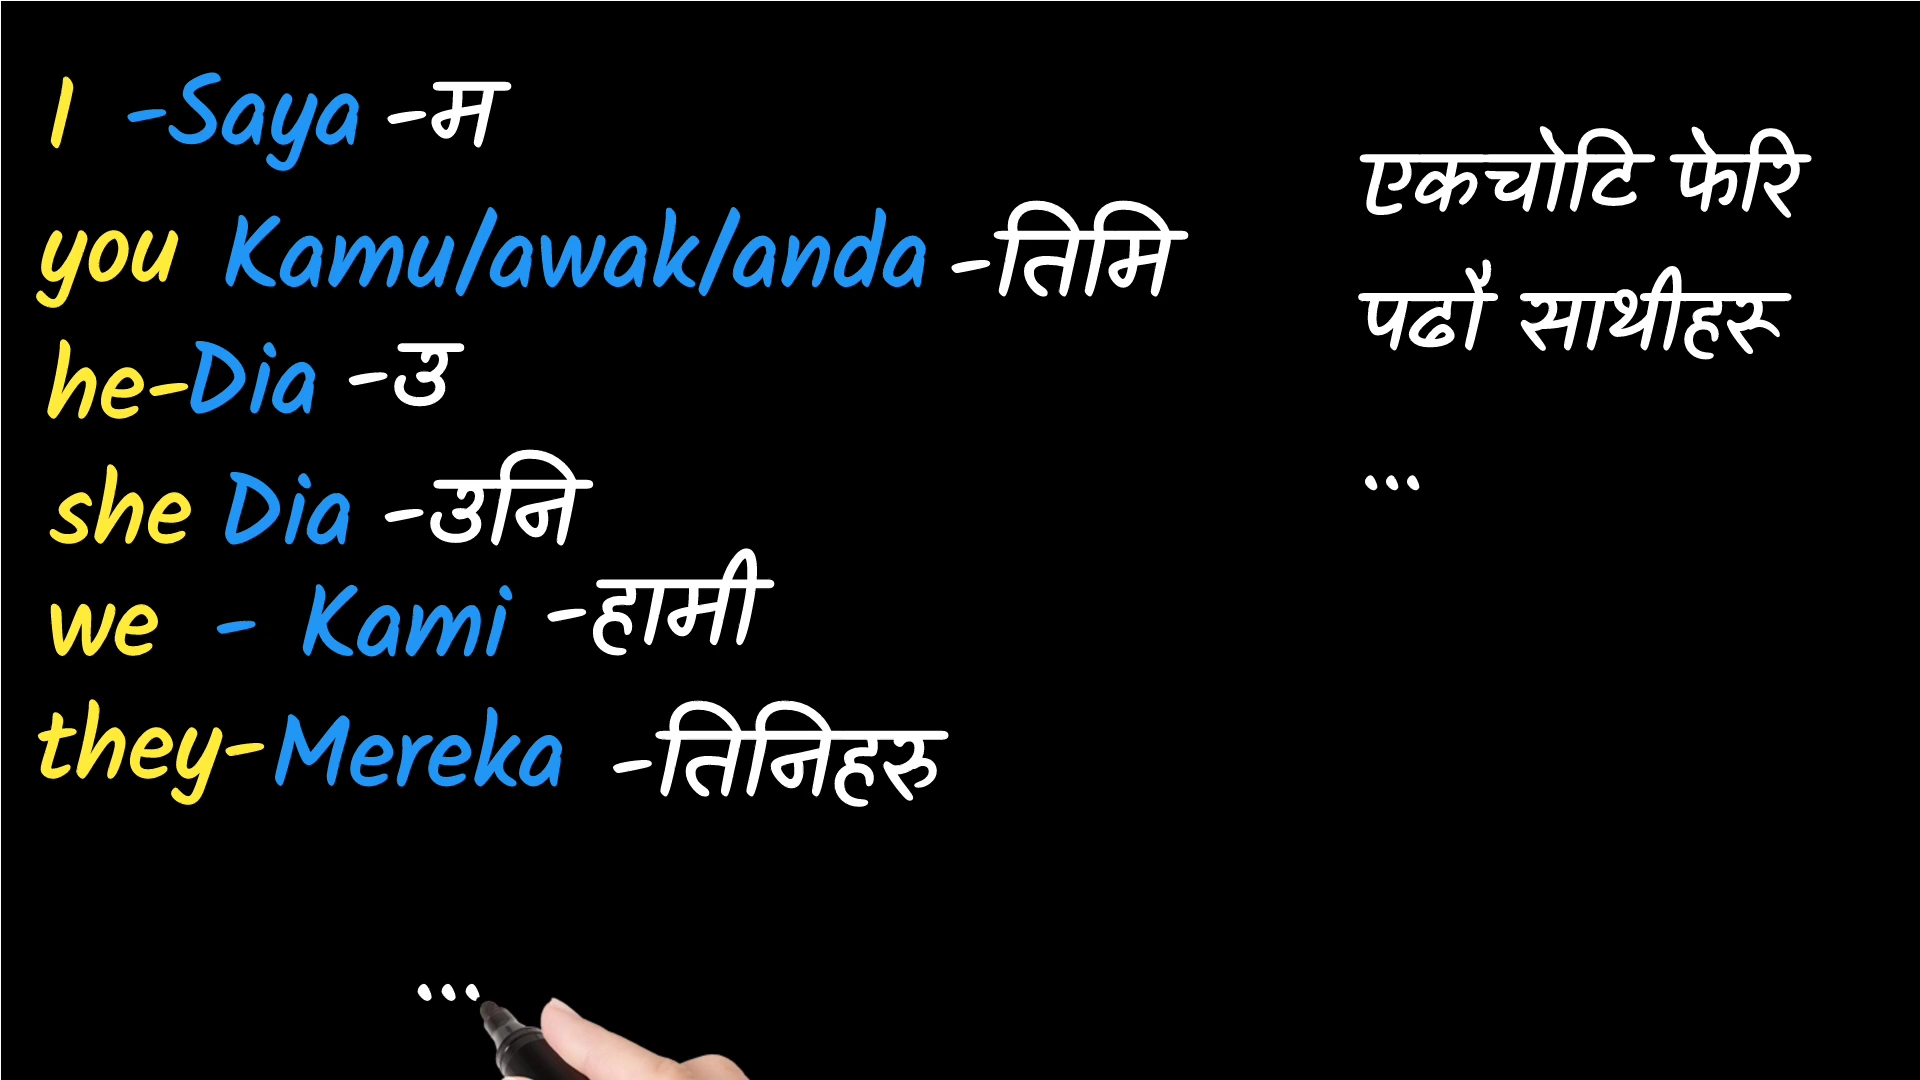 I -Saya -म
you Kamu/awak/anda -तिमि
he-Dia -उ
she Dia -उनि
we - Kami -हामी
they-Mereka -तिनिहरु
...
एकचोटि फेरि
पढौ साथीहरू
...